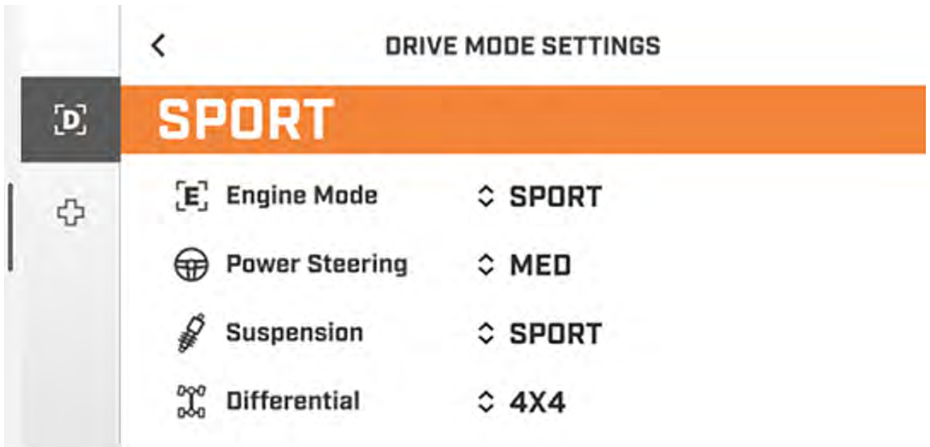 DRIVE MODE SETTINGS
D
SPORT
E Engine Mode SPORT
Power Steering MED
Suspension SPORT
Differential 4X4